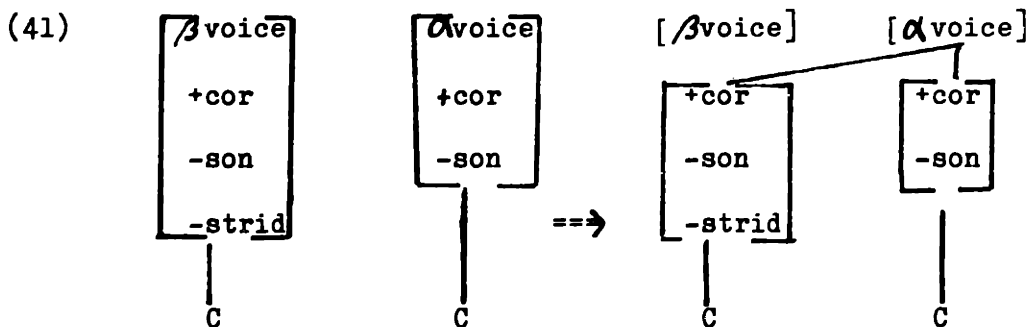 (41) βvoice αvoice [βvoice] [αvoice]
+cor +cor +cor +cor
-son -son -son -son
-strid ==⇒ -strid
C C C C